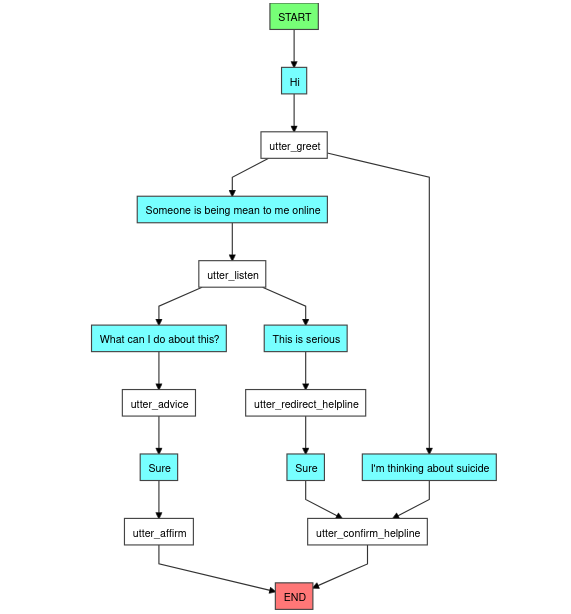 START
Hi
utter_greet
Someone is being mean to me online
utter_listen
What can I do about this?
This is serious
utter_advice
utter_redirect_helpline
Sure
Sure
I'm thinking about suicide
utter_affirm
utter_confirm_helpline
END